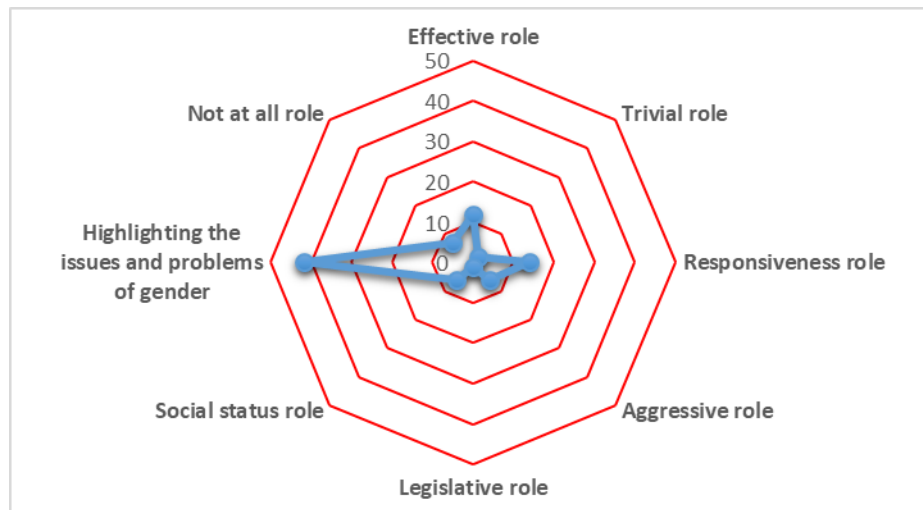 Effective role
50
Not at all role
40
Trivial role
30
20
10
Highlighting the
issues and problems
of gender
0
Responsiveness role
Social status role
Aggressive role
Legislative role